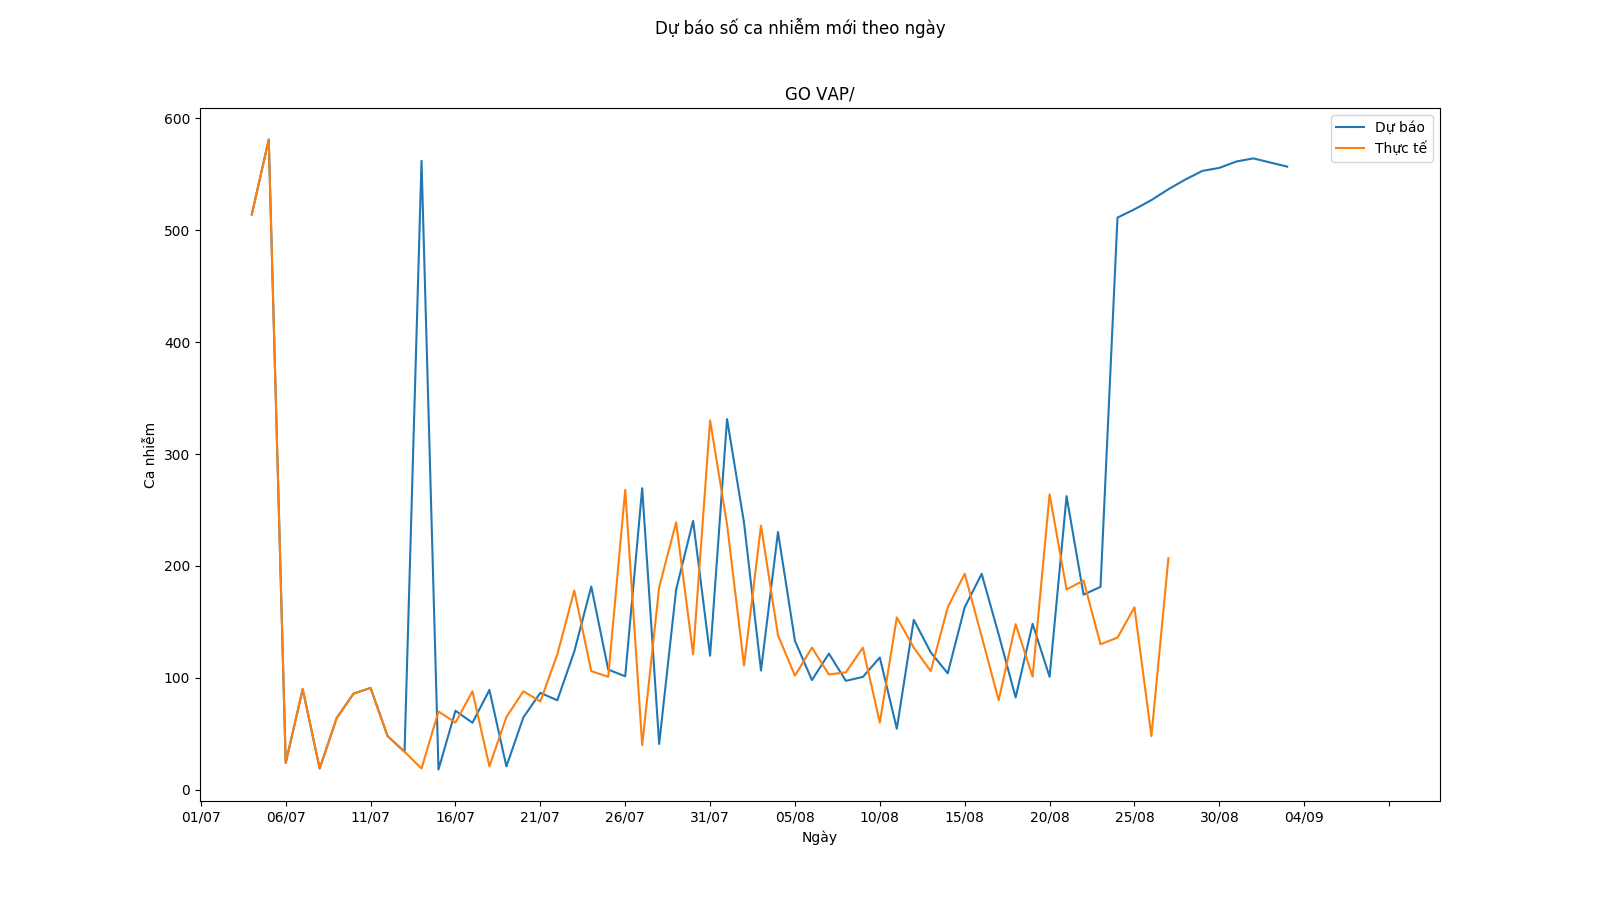 Dự báo số ca nhiễm mới theo ngày
GO VAP/
Dự báo
Thực tế
600
500
400
300
200
100
0
Ca nhiễm
01/07 06/07 11/07 16/07 21/07 26/07 31/07 05/08 10/08 15/08 20/08 25/08 30/08 04/09
Ngày